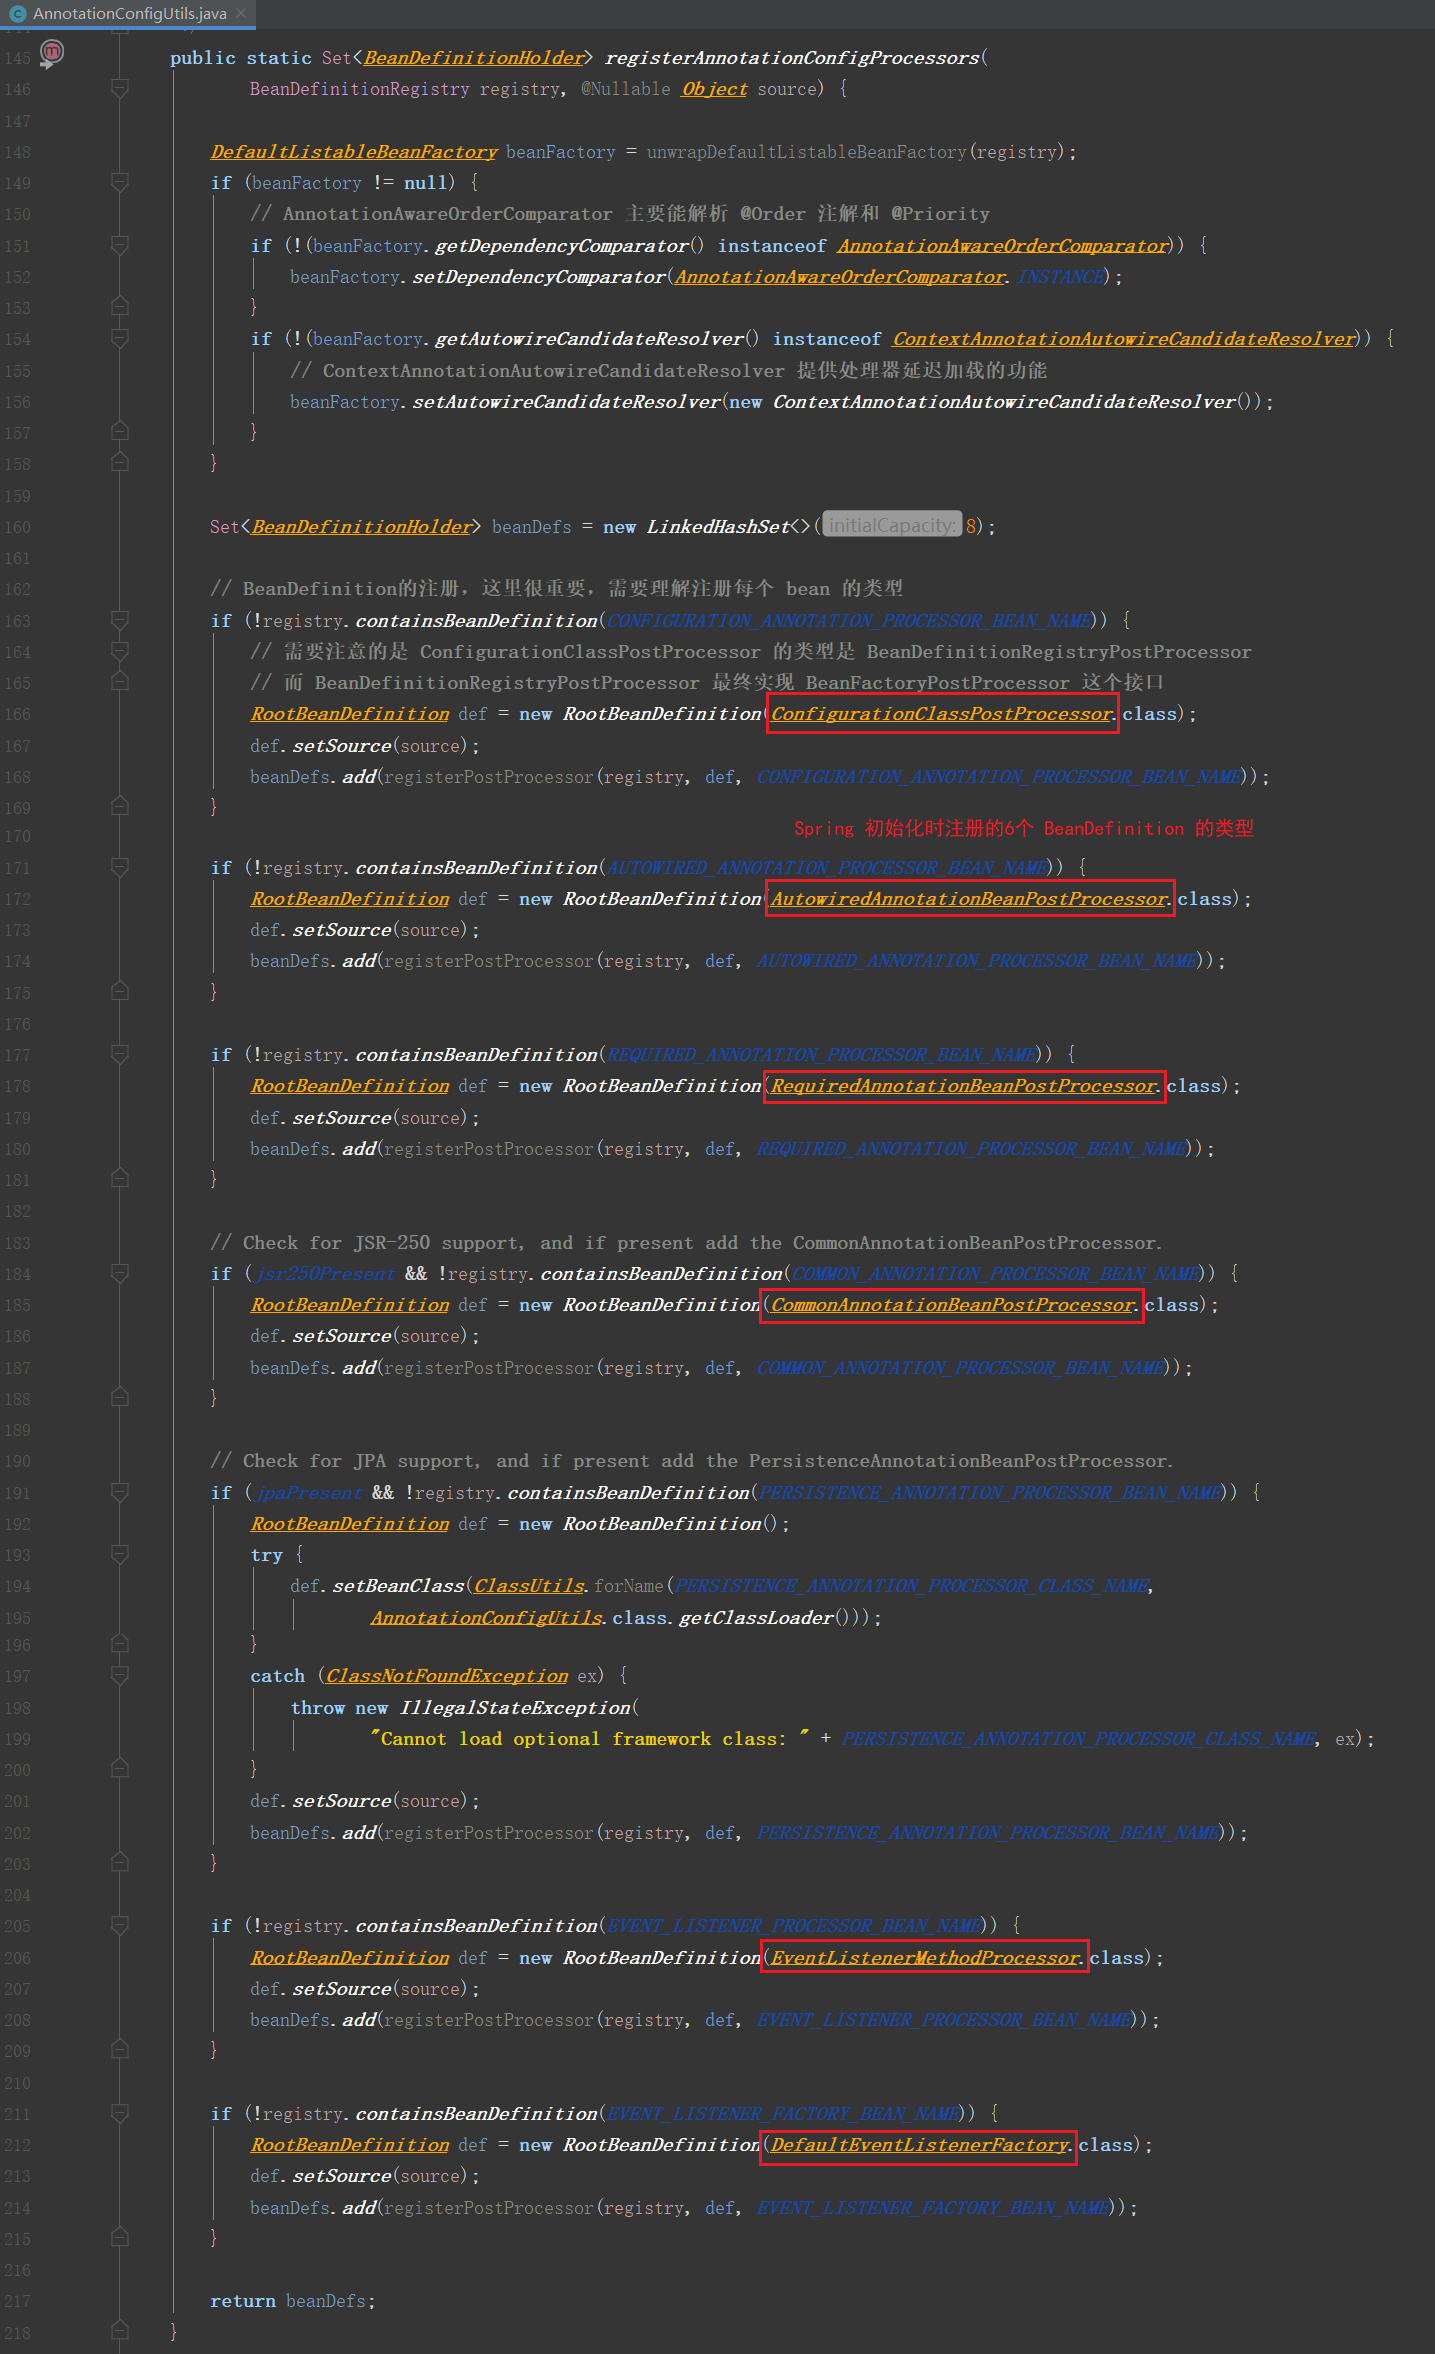 AnnotationConfigUtils.java
145 public static Set<BeanDefinitionHolder> registerAnnotationConfigProcessors(
146 BeanDefinitionRegistry registry, @Nullable Object source) {
147
148 DefaultListableBeanFactory beanFactory = unwrapDefaultListableBeanFactory(registry);
149 if (beanFactory != null) {
150 // AnnotationAwareOrderComparator 主要能解析 @Order 注解和 @Priority
151 if (!(beanFactory.getDependencyComparator() instanceof AnnotationAwareOrderComparator)) {
152 beanFactory.setDependencyComparator(AnnotationAwareOrderComparator.INSTANCE);
153 }
154 if (!(beanFactory.getAutowireCandidateResolver() instanceof ContextAnnotationAutowireCandidateResolver)) {
155 // ContextAnnotationAutowireCandidateResolver 提供处理器延迟加载的功能
156 beanFactory.setAutowireCandidateResolver(new ContextAnnotationAutowireCandidateResolver());
157 }
158 }
159
160 Set<BeanDefinitionHolder> beanDefs = new LinkedHashSet<>( initialCapacity: 8);
161
162 // BeanDefinition的注册，这里很重要，需要理解注册每个 bean 的类型
163 if (!registry.containsBeanDefinition(CONFIGURATION_ANNOTATION_PROCESSOR_BEAN_NAME)) {
164 // 需要注意的是 ConfigurationClassPostProcessor 的类型是 BeanDefinitionRegistryPostProcessor
165 // 而 BeanDefinitionRegistryPostProcessor 最终实现 BeanFactoryPostProcessor 这个接口
166 RootBeanDefinition def = new RootBeanDefinition(ConfigurationClassPostProcessor.class);
167 def.setSource(source);
168 beanDefs.add(registerPostProcessor(registry, def, CONFIGURATION_ANNOTATION_PROCESSOR_BEAN_NAME));
169 }
Spring 初始化时注册的6个 BeanDefinition 的类型
170
171 if (!registry.containsBeanDefinition(AUTOWIRED_ANNOTATION_PROCESSOR_BEAN_NAME)) {
172 RootBeanDefinition def = new RootBeanDefinition(AutowiredAnnotationBeanPostProcessor.class);
173 def.setSource(source);
174 beanDefs.add(registerPostProcessor(registry, def, AUTOWIRED_ANNOTATION_PROCESSOR_BEAN_NAME));
175 }
176
177 if (!registry.containsBeanDefinition(REQUIRED_ANNOTATION_PROCESSOR_BEAN_NAME)) {
178 RootBeanDefinition def = new RootBeanDefinition(RequiredAnnotationBeanPostProcessor.class);
179 def.setSource(source);
180 beanDefs.add(registerPostProcessor(registry, def, REQUIRED_ANNOTATION_PROCESSOR_BEAN_NAME));
181 }
182
183 // Check for JSR-250 support, and if present add the CommonAnnotationBeanPostProcessor.
184 if (jsr250Present && !registry.containsBeanDefinition(COMMON_ANNOTATION_PROCESSOR_BEAN_NAME)) {
185 RootBeanDefinition def = new RootBeanDefinition(CommonAnnotationBeanPostProcessor.class);
186 def.setSource(source);
187 beanDefs.add(registerPostProcessor(registry, def, COMMON_ANNOTATION_PROCESSOR_BEAN_NAME));
188 }
189
190 // Check for JPA support, and if present add the PersistenceAnnotationBeanPostProcessor.
191 if (jpaPresent && !registry.containsBeanDefinition(PERSISTENCE_ANNOTATION_PROCESSOR_BEAN_NAME)) {
192 RootBeanDefinition def = new RootBeanDefinition();
193 try {
194 def.setBeanClass(ClassUtils.forName(PERSISTENCE_ANNOTATION_PROCESSOR_CLASS_NAME,
195 AnnotationConfigUtils.class.getClassLoader()));
196 }
197 catch (ClassNotFoundException ex) {
198 throw new IllegalStateException(
199 "Cannot load optional framework class: " + PERSISTENCE_ANNOTATION_PROCESSOR_CLASS_NAME, ex);
200 }
201 def.setSource(source);
202 beanDefs.add(registerPostProcessor(registry, def, PERSISTENCE_ANNOTATION_PROCESSOR_BEAN_NAME));
203 }
204
205 if (!registry.containsBeanDefinition(EVENT_LISTENER_PROCESSOR_BEAN_NAME)) {
206 RootBeanDefinition def = new RootBeanDefinition(EventListenerMethodProcessor.class);
207 def.setSource(source);
208 beanDefs.add(registerPostProcessor(registry, def, EVENT_LISTENER_PROCESSOR_BEAN_NAME));
209 }
210
211 if (!registry.containsBeanDefinition(EVENT_LISTENER_FACTORY_BEAN_NAME)) {
212 RootBeanDefinition def = new RootBeanDefinition(DefaultEventListenerFactory.class);
213 def.setSource(source);
214 beanDefs.add(registerPostProcessor(registry, def, EVENT_LISTENER_FACTORY_BEAN_NAME));
215 }
216
217 return beanDefs;
218 }